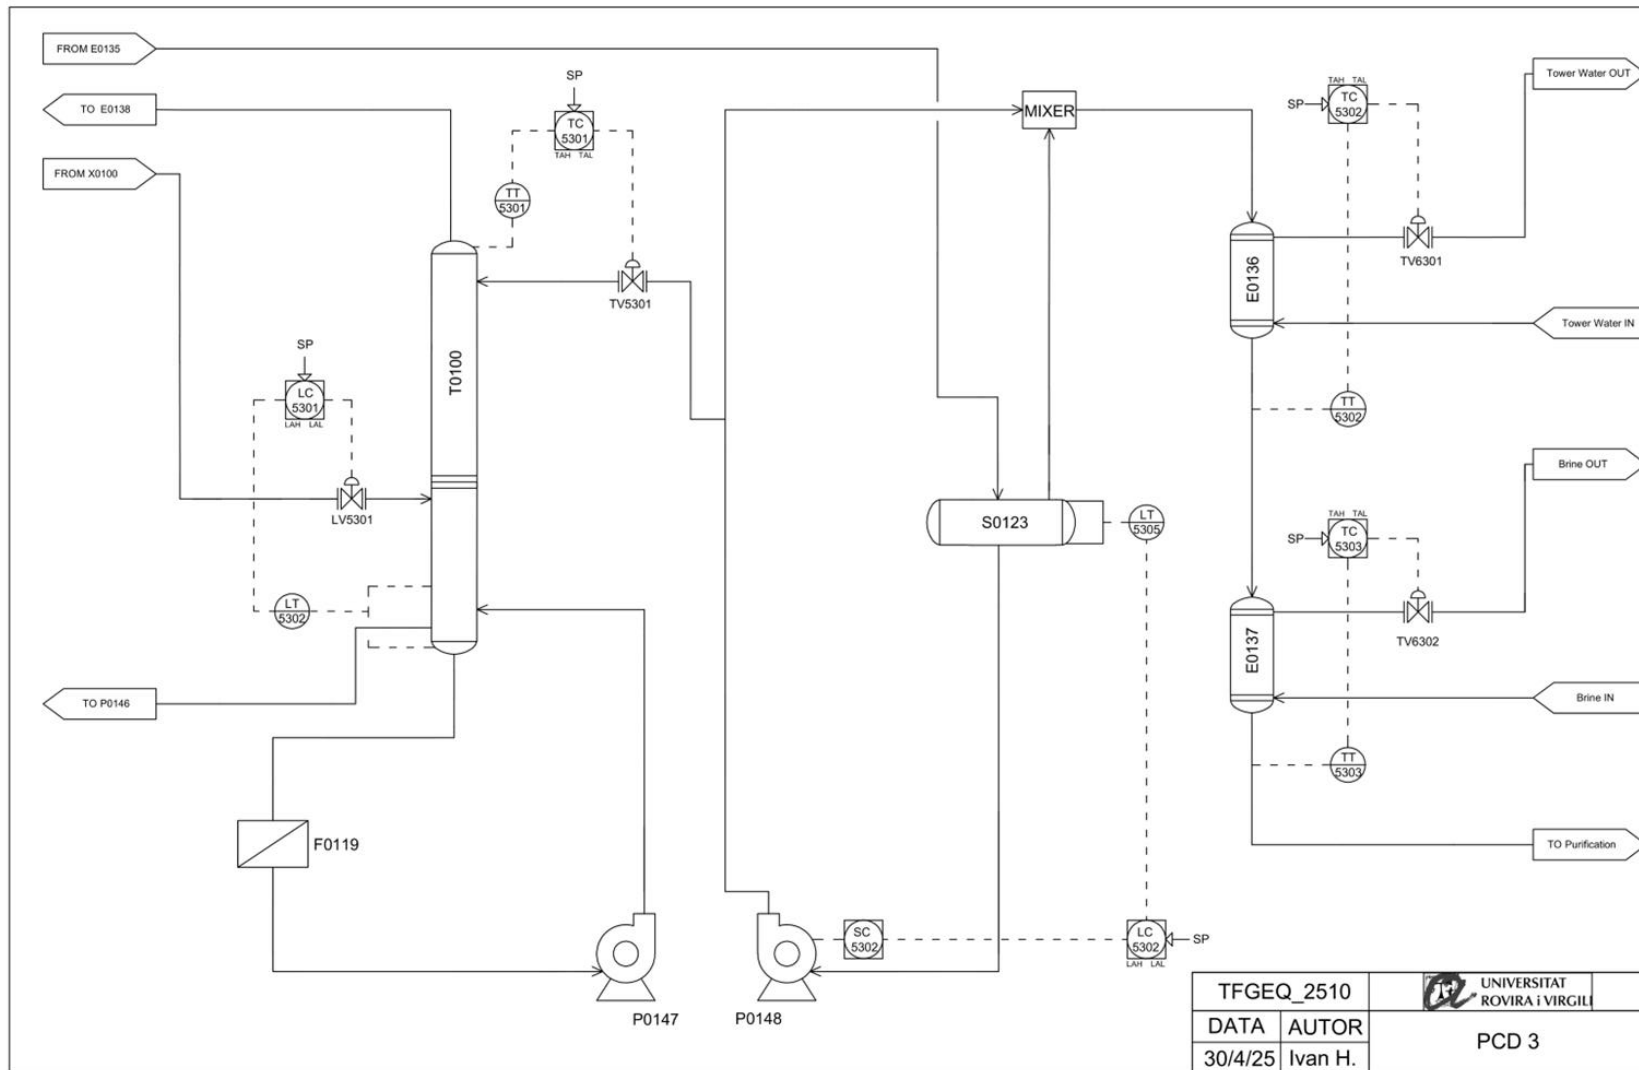 FROM E0135
TO E0138
FROM X0100
SP
TC
5301
TAH TAL
TT
5301
TV5301
T0100
SP
LC
5301
LAH LAL
LV5301
LT
5302
TO P0146
F0119
P0147
P0148
MIXER
S0123
LT
5305
SC
5302
LC
5302
LAH LAL
SP
TAH TAL
TC
5302
SP
Tower Water OUT
TV6301
E0136
Tower Water IN
TT
5302
Brine OUT
TAH TAL
TC
5303
SP
TV6302
E0137
Brine IN
TT
5303
TO Purification
TFGEQ_2510
UNIVERSITAT
ROVIRA i VIRGILI
DATA AUTOR
30/4/25 Ivan H.
PCD 3